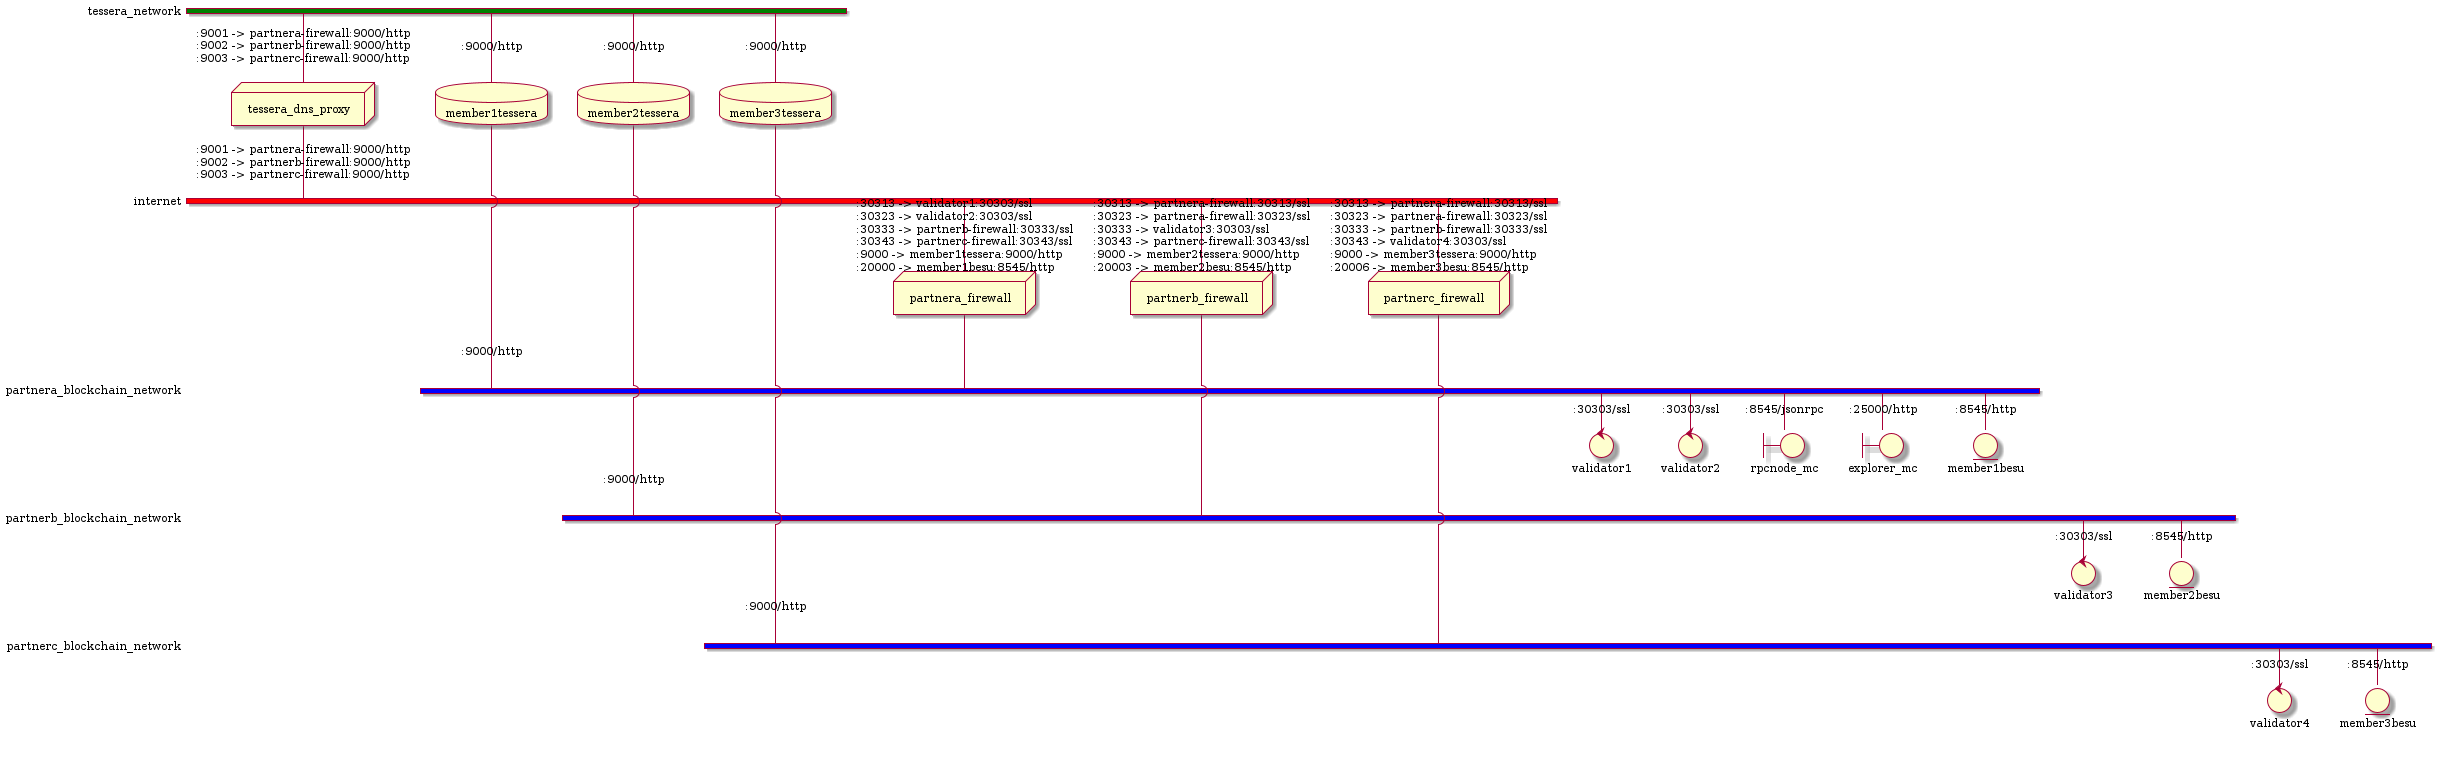 tessera_network
:9001 -> partnera-firewall:9000/http
:9002 -> partnerb-firewall:9000/http
:9003 -> partnerc-firewall:9000/http
:9000/http
:9000/http
:9000/http
tessera_dns_proxy
member1tessera
member2tessera
member3tessera
:9001 -> partnera-firewall:9000/http
:9002 -> partnerb-firewall:9000/http
:9003 -> partnerc-firewall:9000/http
internet
:30313 -> validator1:30303/ssl
:30323 -> validator2:30303/ssl
:30333 -> partnerb-firewall:30333/ssl
:30343 -> partnerc-firewall:30343/ssl
:9000 -> member1tessera:9000/http
:20000 -> member1besu:8545/http
:30313 -> partnera-firewall:30313/ssl
:30323 -> partnera-firewall:30323/ssl
:30333 -> validator3:30303/ssl
:30343 -> partnerc-firewall:30343/ssl
:9000 -> member2tessera:9000/http
:20003 -> member2besu:8545/http
:30313 -> partnera-firewall:30313/ssl
:30323 -> partnera-firewall:30323/ssl
:30333 -> partnerb-firewall:30333/ssl
:30343 -> validator4:30303/ssl
:9000 -> member3tessera:9000/http
:20006 -> member3besu:8545/http
partnera_firewall
partnerb_firewall
partnerc_firewall
:9000/http
partnera_blockchain_network
:30303/ssl
:30303/ssl
:8545/jsonrpc
:25000/http
:8545/http
validator1
validator2
rpcnode_mc
explorer_mc
member1besu
:9000/http
partnerb_blockchain_network
:30303/ssl
:8545/http
validator3
member2besu
:9000/http
partnerc_blockchain_network
:30303/ssl
:8545/http
validator4
member3besu